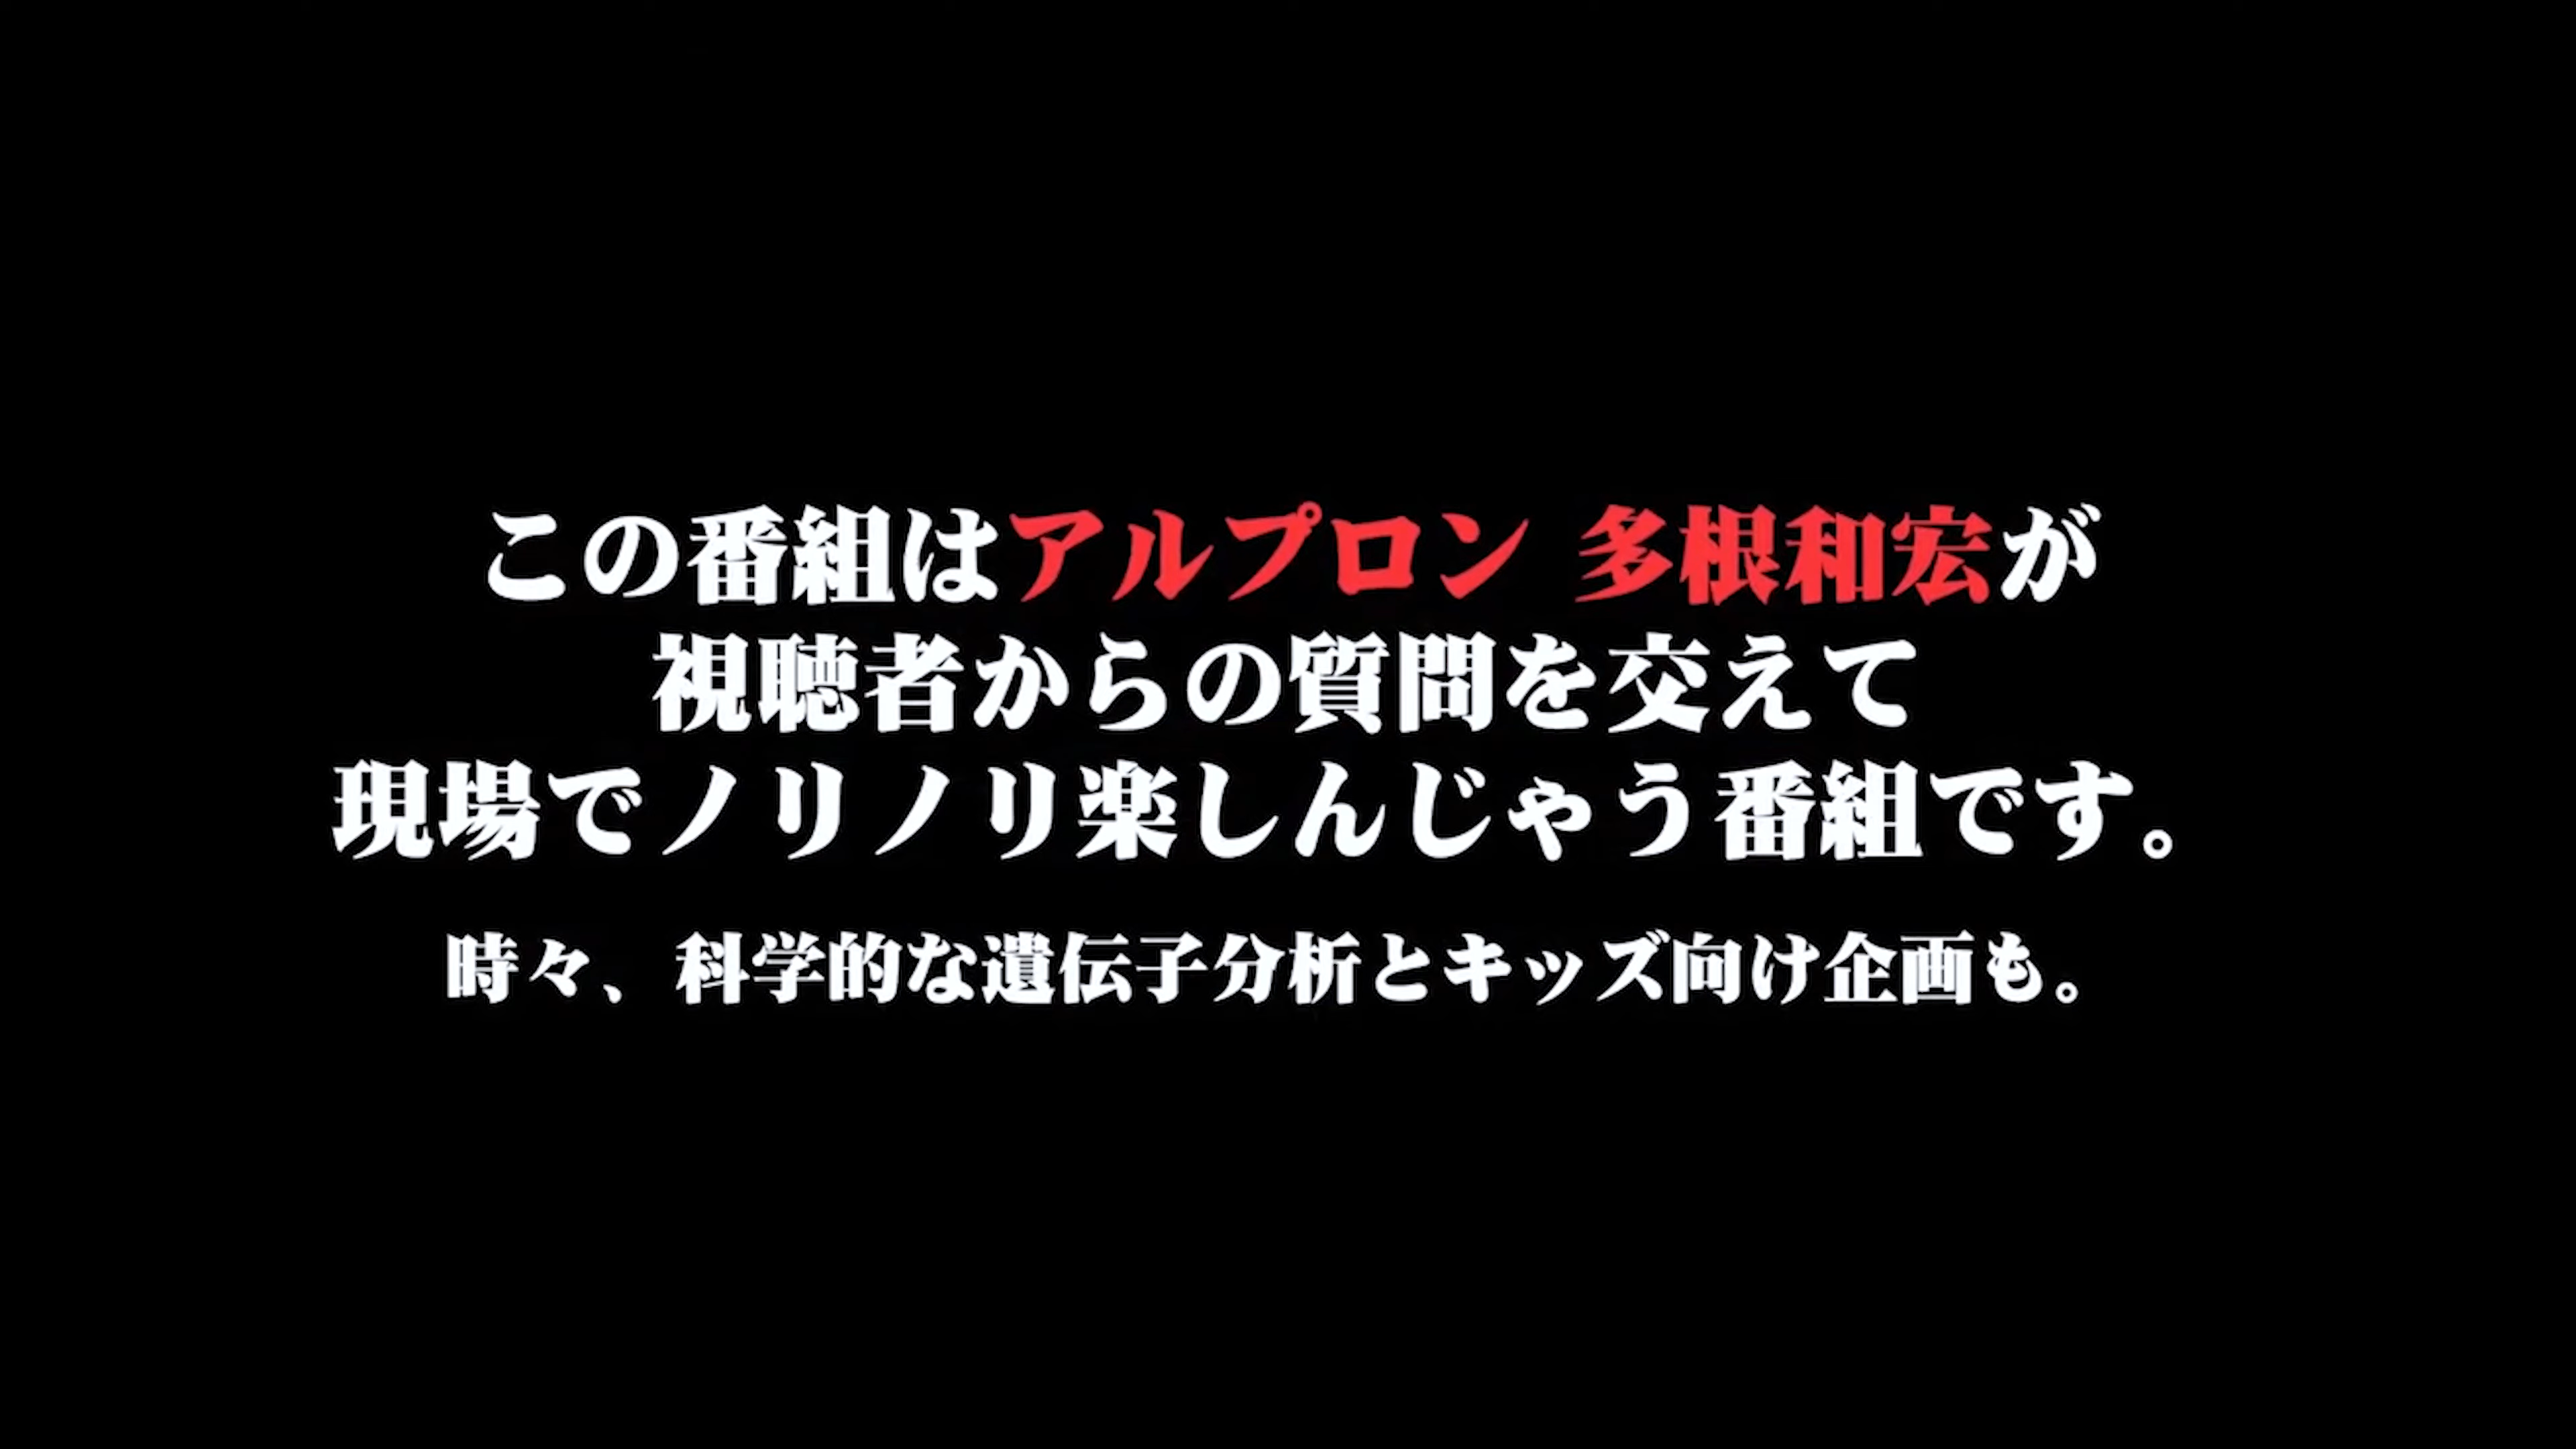 この番組はアルプロン 多根和宏が
視聴者からの質問を交えて
現場でノリノリ楽しんじゃう番組です。
時々、科学的な遺伝子分析とキッズ向け企画も。